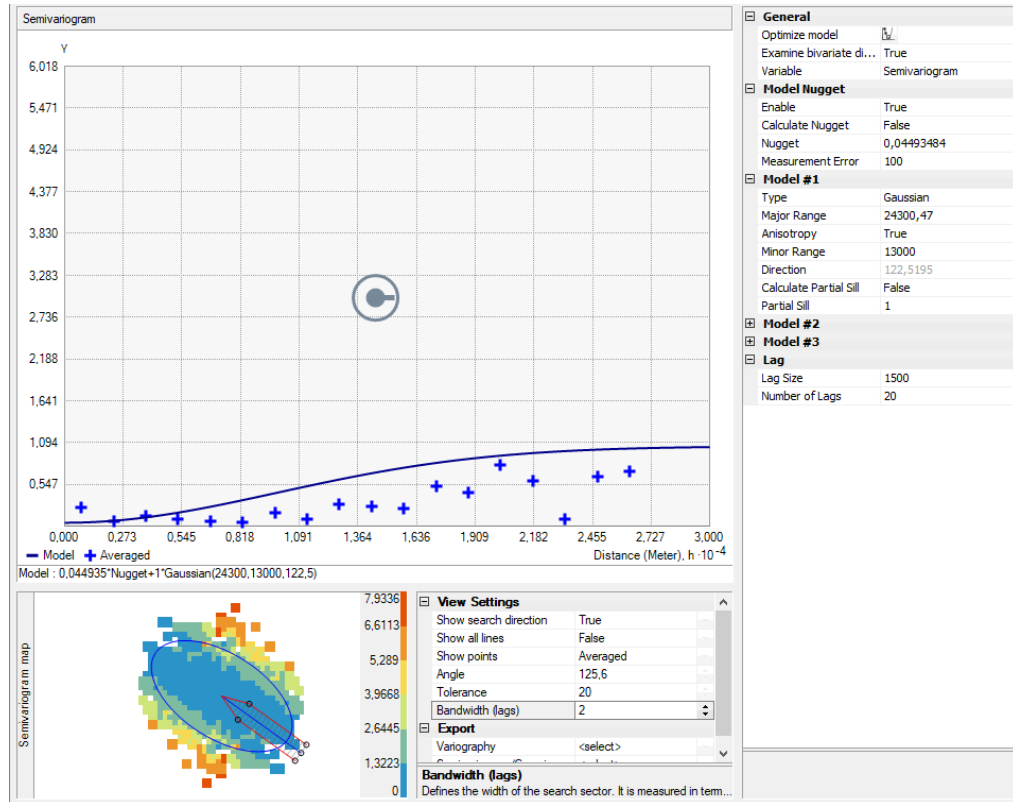 Semivariogram
γ
6,018
5,471
4,924
4,377
3,830
3,283
2,736
2,188
1,641
1,094
0,547
0,000 0,273 0,545 0,818 1,091 1,364 1,636 1,909 2,182 2,455 2,727 3,000
Model Averaged Distance (Meter), h ·10⁻⁴
Model : 0,044935*Nugget+1*Gaussian(24300,13000,122,5)
General
Optimize model
Examine bivariate di... True
Variable Semivariogram
Model Nugget
Enable True
Calculate Nugget False
Nugget 0,04493484
Measurement Error 100
Model #1
Type Gaussian
Major Range 24300,47
Anisotropy True
Minor Range 13000
Direction 122,5195
Calculate Partial Sill False
Partial Sill 1
Model #2
Model #3
Lag
Lag Size 1500
Number of Lags 20
Semivariogram map
7,9336
6,6113
5,289
3,9668
2,6445
1,3223
0
View Settings
Show search direction True
Show all lines False
Show points Averaged
Angle 125,6
Tolerance 20
Bandwidth (lags) 2
Export
Variography <select>
Bandwidth (lags)
Defines the width of the search sector. It is measured in term...